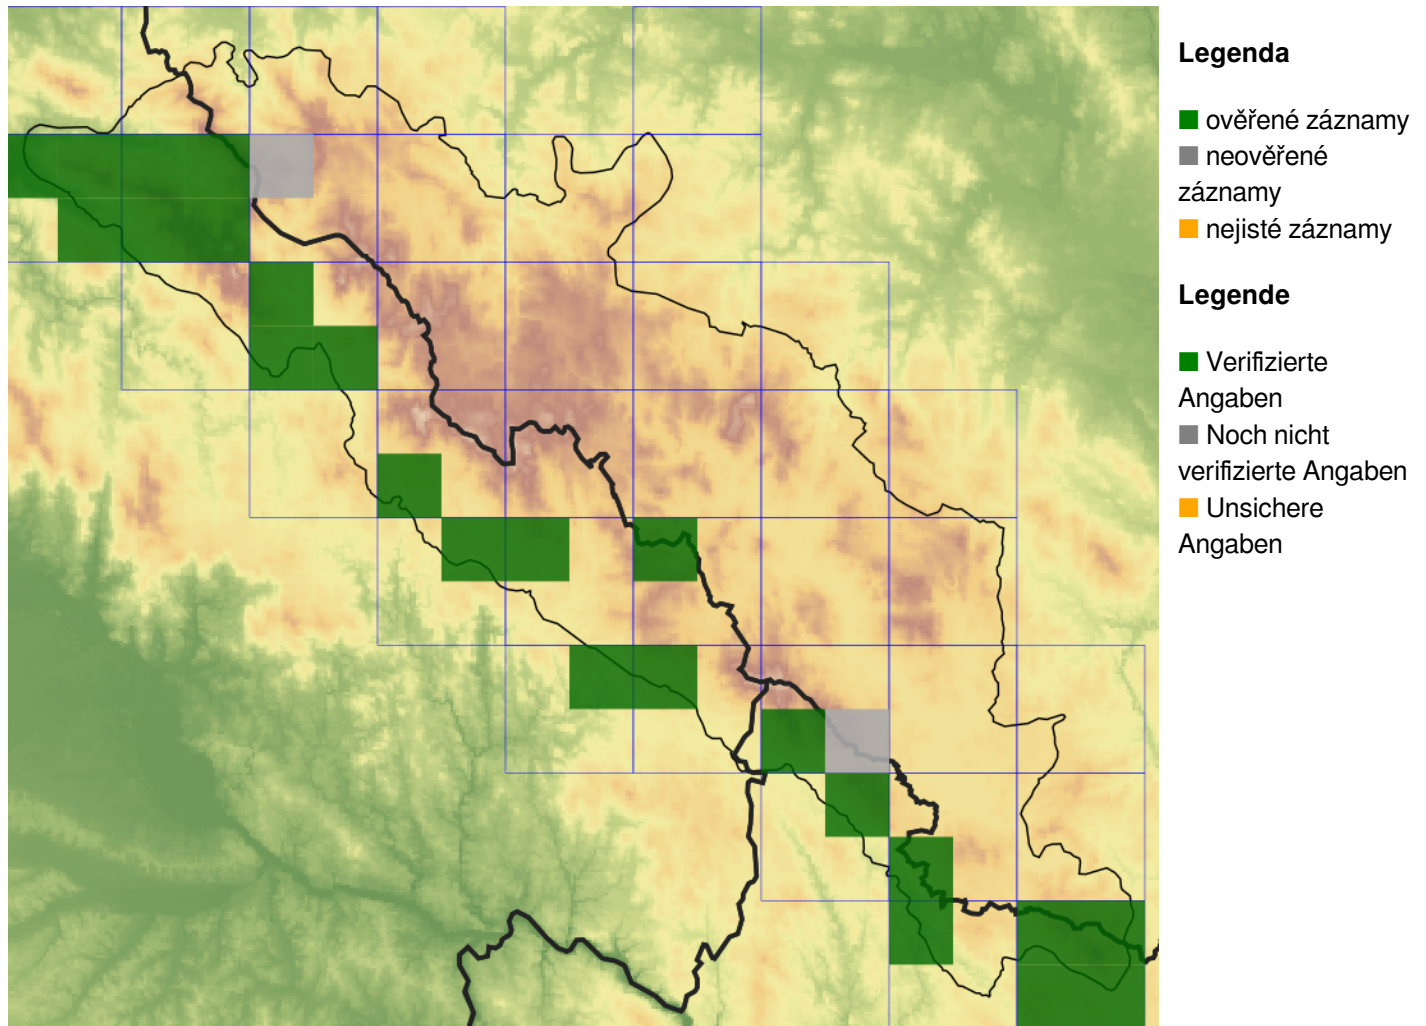 Legenda
ověřené záznamy
neověřené
záznamy
nejisté záznamy
Legende
Verifizierte
Angaben
Noch nicht
verifizierte Angaben
Unsichere
Angaben